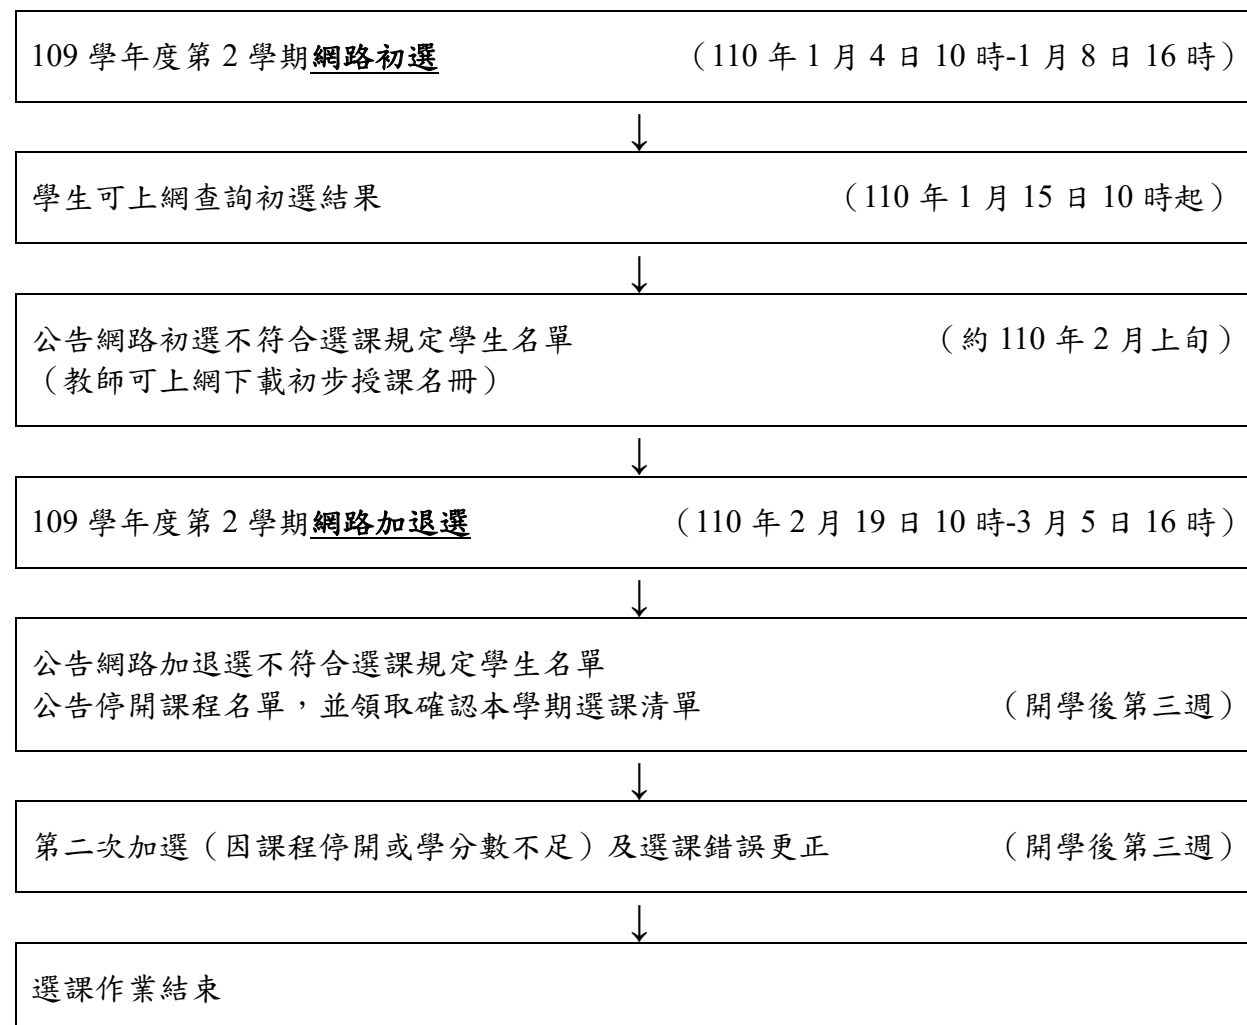 109 學年度第 2 學期網路初選 （110 年 1 月 4 日 10 時-1 月 8 日 16 時）
↓
學生可上網查詢初選結果 （110 年 1 月 15 日 10 時起）
↓
公告網路初選不符合選課規定學生名單 （約 110 年 2 月上旬）
（教師可上網下載初步授課名冊）
↓
109 學年度第 2 學期網路加退選 （110 年 2 月 19 日 10 時-3 月 5 日 16 時）
↓
公告網路加退選不符合選課規定學生名單
公告停開課程名單，並領取確認本學期選課清單 （開學後第三週）
↓
第二次加選（因課程停開或學分數不足）及選課錯誤更正 （開學後第三週）
↓
選課作業結束